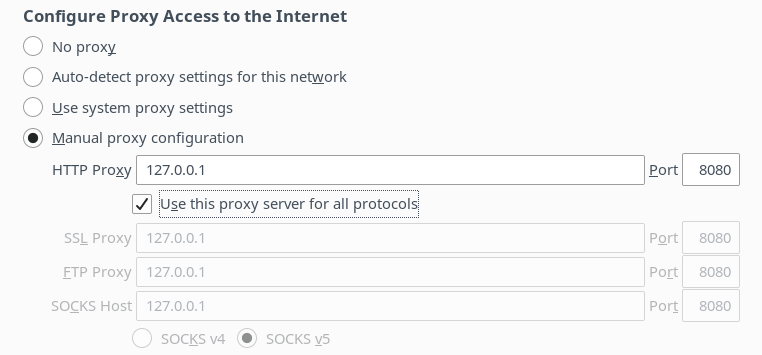 Configure Proxy Access to the Internet
No proxy
Auto-detect proxy settings for this network
Use system proxy settings
Manual proxy configuration
HTTP Proxy 127.0.0.1 Port 8080
Use this proxy server for all protocols
SSL Proxy 127.0.0.1 Port 8080
FTP Proxy 127.0.0.1 Port 8080
SOCKS Host 127.0.0.1 Port 8080
SOCKS v4 SOCKS v5